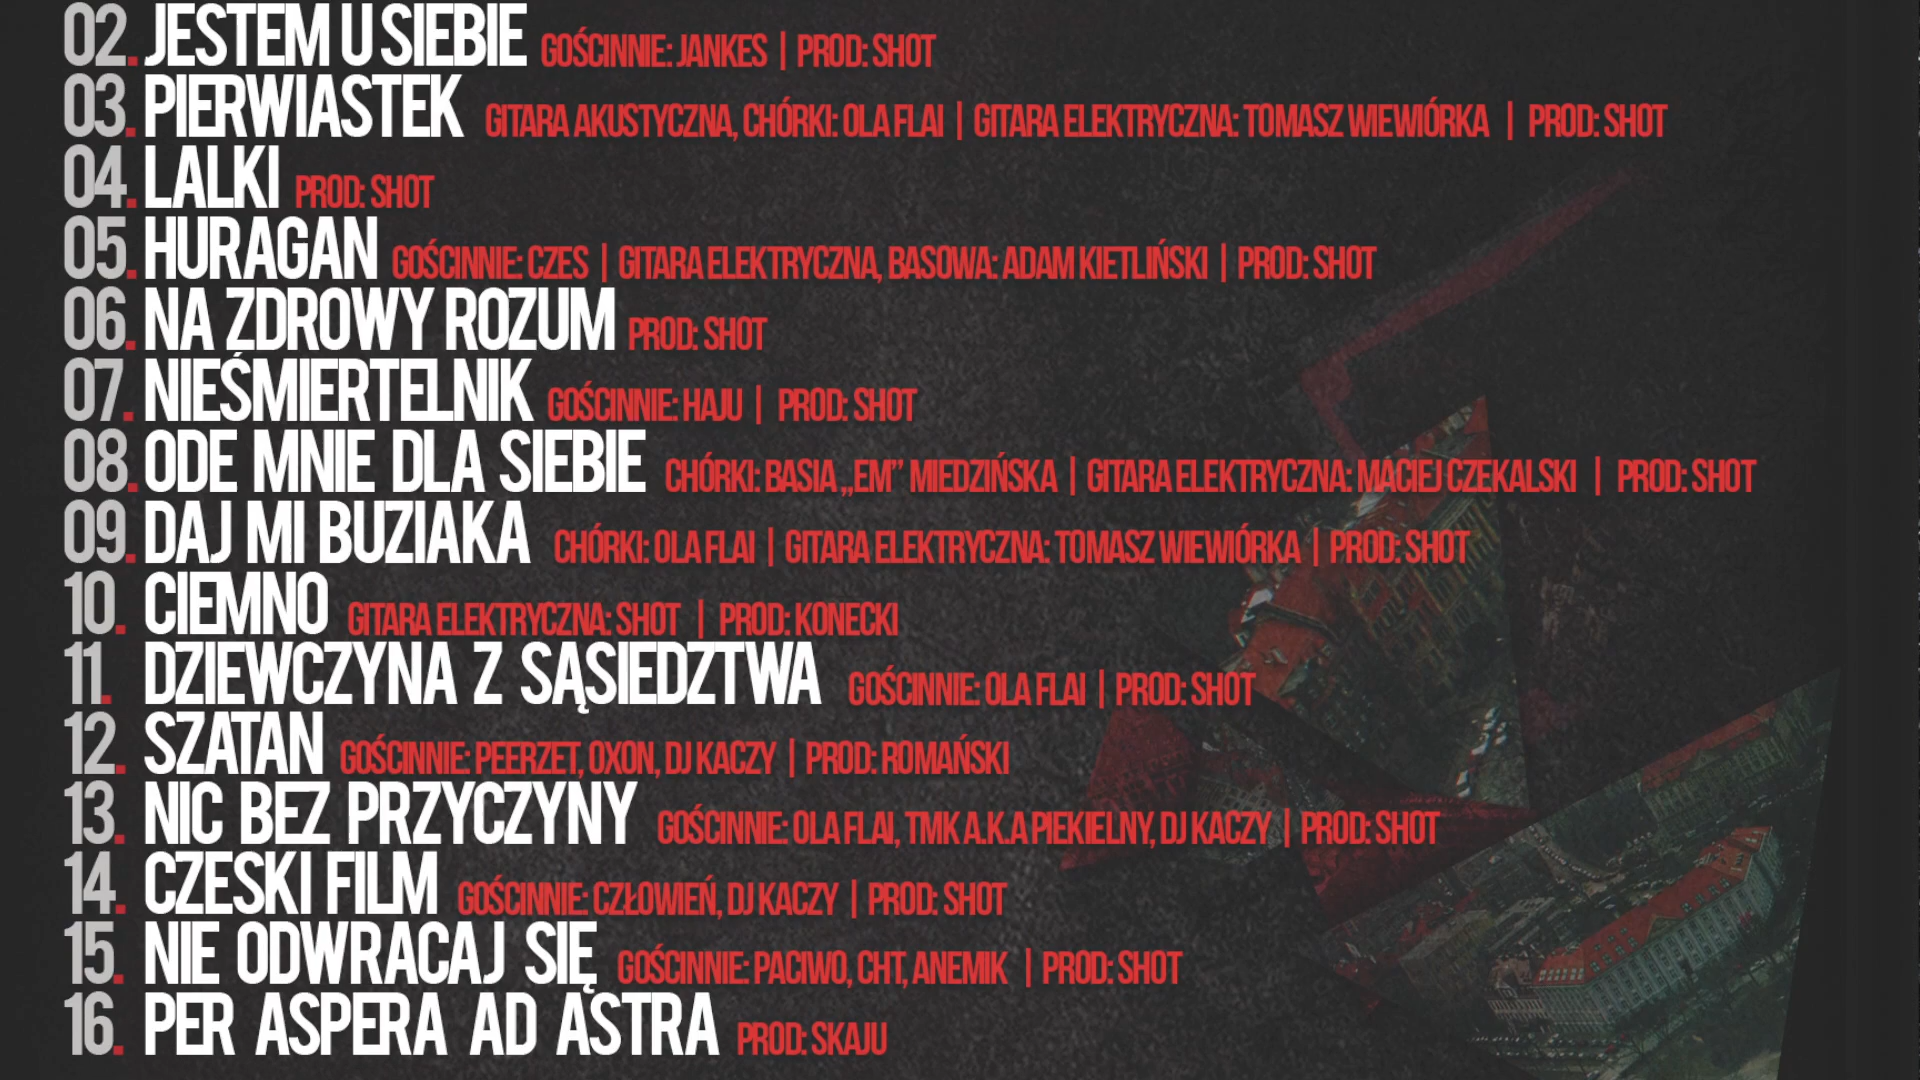 02. JESTEM U SIEBIE GOŚCINNIE: JANKES | PROD: SHOT
03. PIERWIASTEK GITARA AKUSTYCZNA, CHÓRKI: OLA FLAI | GITARA ELEKTRYCZNA: TOMASZ WIEWIÓRKA | PROD: SHOT
04. LALKI PROD: SHOT
05. HURAGAN GOŚCINNIE: CZES | GITARA ELEKTRYCZNA, BASOWA: ADAM KIETLIŃSKI | PROD: SHOT
06. NA ZDROWY ROZUM PROD: SHOT
07. NIEŚMIERTELNIK GOŚCINNIE: HAJU | PROD: SHOT
08. ODE MNIE DLA SIEBIE CHÓRKI: BASIA „EM” MIEDZIŃSKA | GITARA ELEKTRYCZNA: MACIEJ CZEKALSKI | PROD: SHOT
09. DAJ MI BUZIAKA CHÓRKI: OLA FLAI | GITARA ELEKTRYCZNA: TOMASZ WIEWIÓRKA | PROD: SHOT
10. CIEMNO GITARA ELEKTRYCZNA: SHOT | PROD: KONECKI
11. DZIEWCZYNA Z SĄSIEDZTWA GOŚCINNIE: OLA FLAI | PROD: SHOT
12. SZATAN GOŚCINNIE: PEERZET, OXON, DJ KACZY | PROD: ROMAŃSKI
13. NIC BEZ PRZYCZYNY GOŚCINNIE: OLA FLAI, TMK A.K.A PIEKIELNY, DJ KACZY | PROD: SHOT
14. CZESKI FILM GOŚCINNIE: CZŁOWIEŃ, DJ KACZY | PROD: SHOT
15. NIE ODWRACAJ SIĘ GOŚCINNIE: PACIWO, CHT, ANEMIK | PROD: SHOT
16. PER ASPERA AD ASTRA PROD: SKAJU